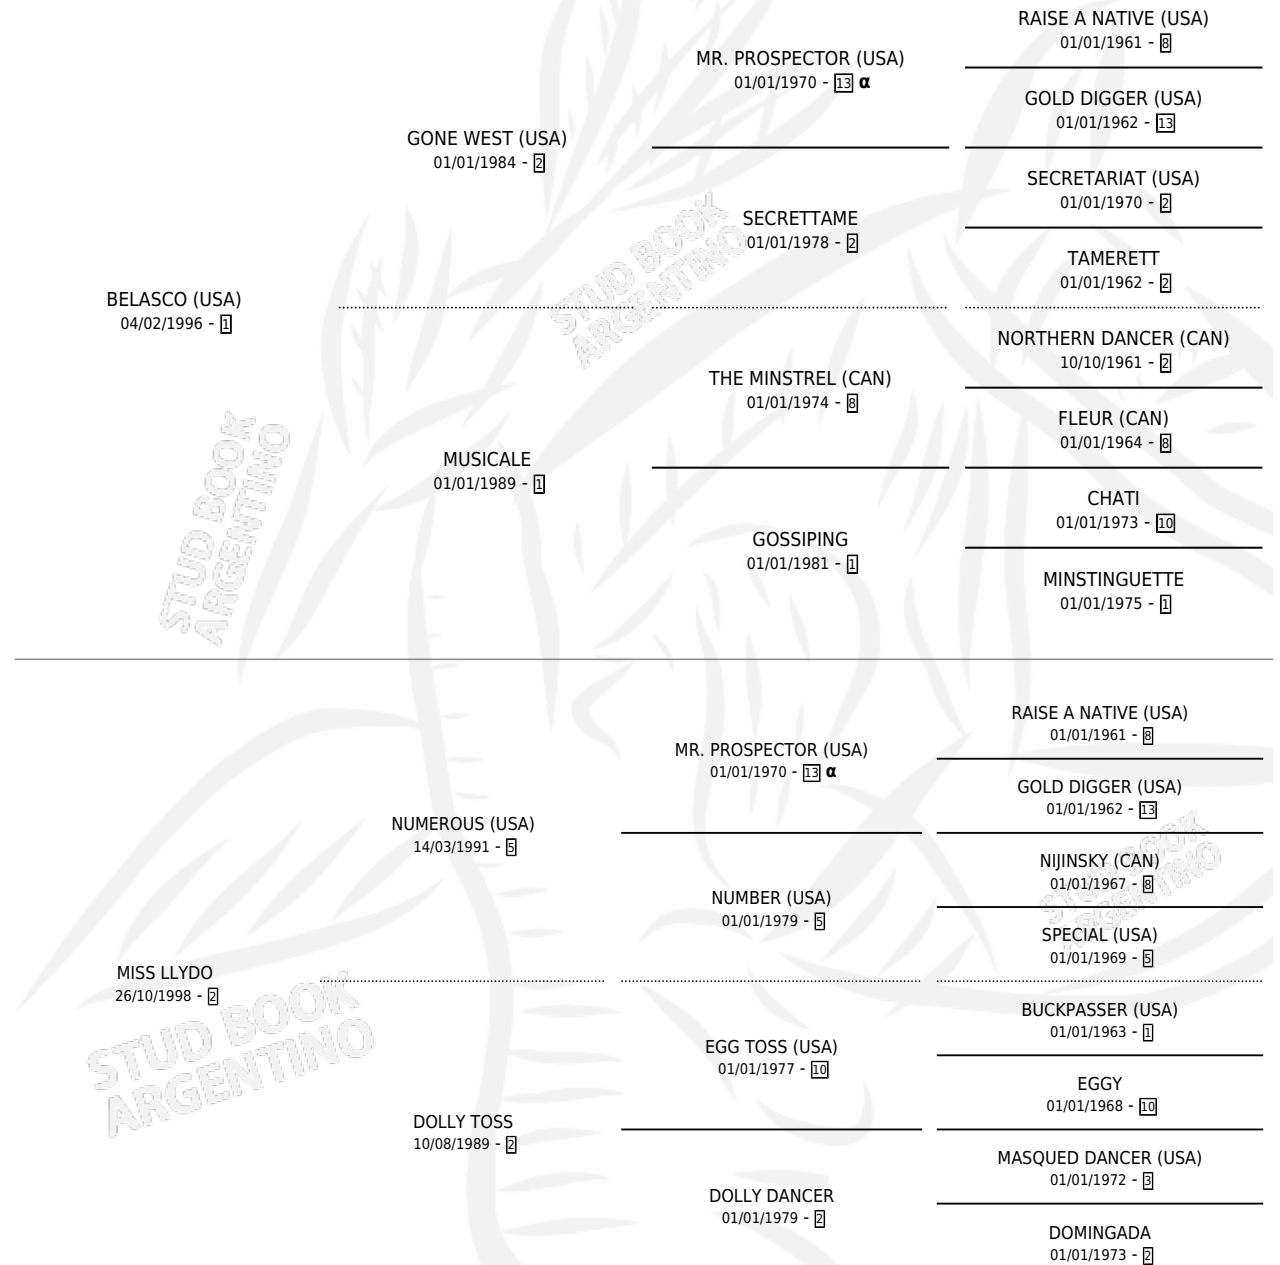 RAISE A NATIVE (USA)
01/01/1961 - 8
MR. PROSPECTOR (USA)
01/01/1970 - 13 α
GOLD DIGGER (USA)
01/01/1962 - 13
GONE WEST (USA)
01/01/1984 - 2
SECRETARIAT (USA)
01/01/1970 - 2
SECRETTAME
01/01/1978 - 2
TAMERETT
01/01/1962 - 2
BELASCO (USA)
04/02/1996 - 1
STUD BOOK
ARGENTINO
NORTHERN DANCER (CAN)
10/10/1961 - 2
THE MINSTREL (CAN)
01/01/1974 - 8
FLEUR (CAN)
01/01/1964 - 8
MUSICALE
01/01/1989 - 1
CHATI
01/01/1973 - 10
GOSSIPING
01/01/1981 - 1
MINSTINGUETTE
01/01/1975 - 1
STUD BOOK
ARGENTINO
RAISE A NATIVE (USA)
01/01/1961 - 8
MR. PROSPECTOR (USA)
01/01/1970 - 13 α
GOLD DIGGER (USA)
01/01/1962 - 13
NUMEROUS (USA)
14/03/1991 - 5
NIJINSKY (CAN)
01/01/1967 - 8
STUD BOOK
ARGENTINO
NUMBER (USA)
01/01/1979 - 5
SPECIAL (USA)
01/01/1969 - 5
MISS LLYDO
26/10/1998 - 2
STUD BOOK
ARGENTINO
BUCKPASSER (USA)
01/01/1963 - 1
EGG TOSS (USA)
01/01/1977 - 10
EGGY
01/01/1968 - 10
DOLLY TOSS
10/08/1989 - 2
MASQUED DANCER (USA)
01/01/1972 - 3
DOLLY DANCER
01/01/1979 - 2
DOMINGADA
01/01/1973 - 2